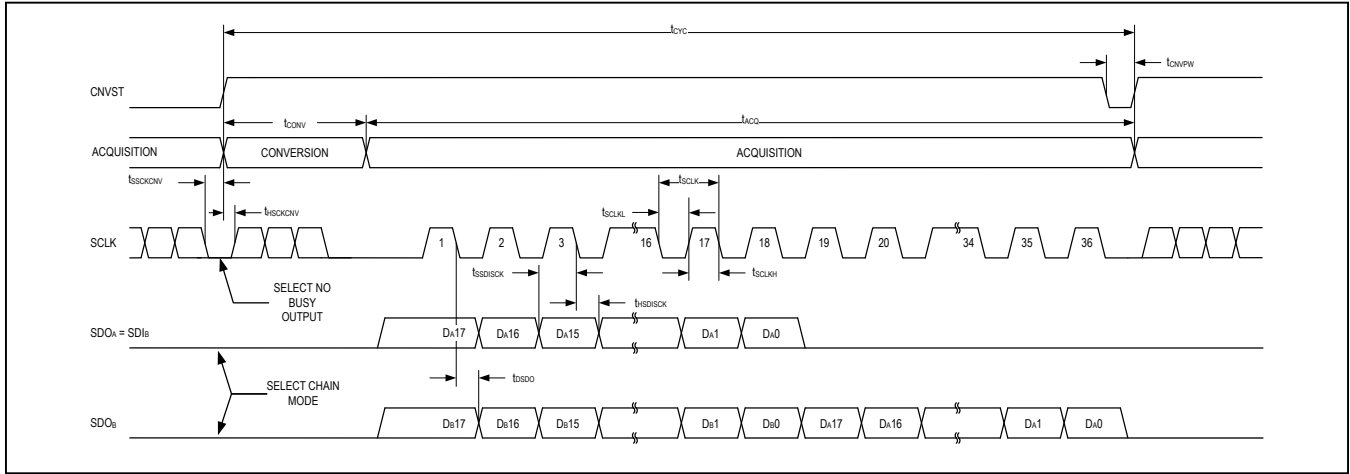 tCYC
tCNVPW
CNVST
tCONV
tACQ
ACQUISITION CONVERSION ACQUISITION
tSSCKCNV
tHSCKCNV
tSCLK
tSCLKL
SCLK 1 2 3 16 17 18 19 20 34 35 36
tSSDISCK
tSCLKH
SELECT NO
BUSY
OUTPUT
tHSDISCK
SDOA = SDIB DA17 DA16 DA15 DA1 DA0
tDSDO
SELECT CHAIN
MODE
SDOB DB17 DB16 DB15 DB1 DB0 DA17 DA16 DA1 DA0